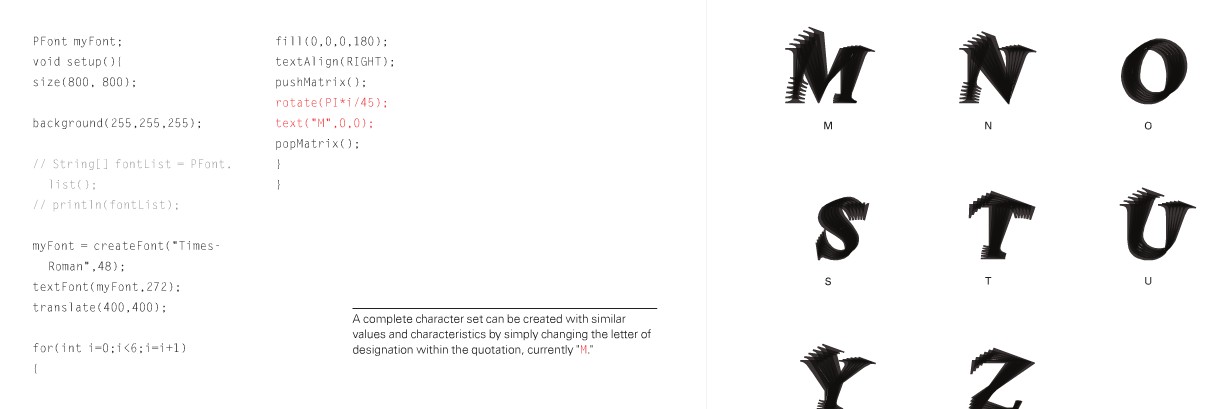 PFont myFont;
void setup(){
size(800, 800);
background(255,255,255);
// String[] fontList = PFont.
list();
// println(fontList);
myFont = createFont("Times-
Roman",48);
textFont(myFont,272);
translate(400,400);
for(int i=0;i<6;i=i+1)
{
fill(0,0,0,180);
textAlign(RIGHT);
pushMatrix();
rotate(PI*i/45);
text("M",0,0);
popMatrix();
}
}
A complete character set can be created with similar
values and characteristics by simply changing the letter of
designation within the quotation, currently "M."
M N O
M N O
S T U
S T U
Y Z